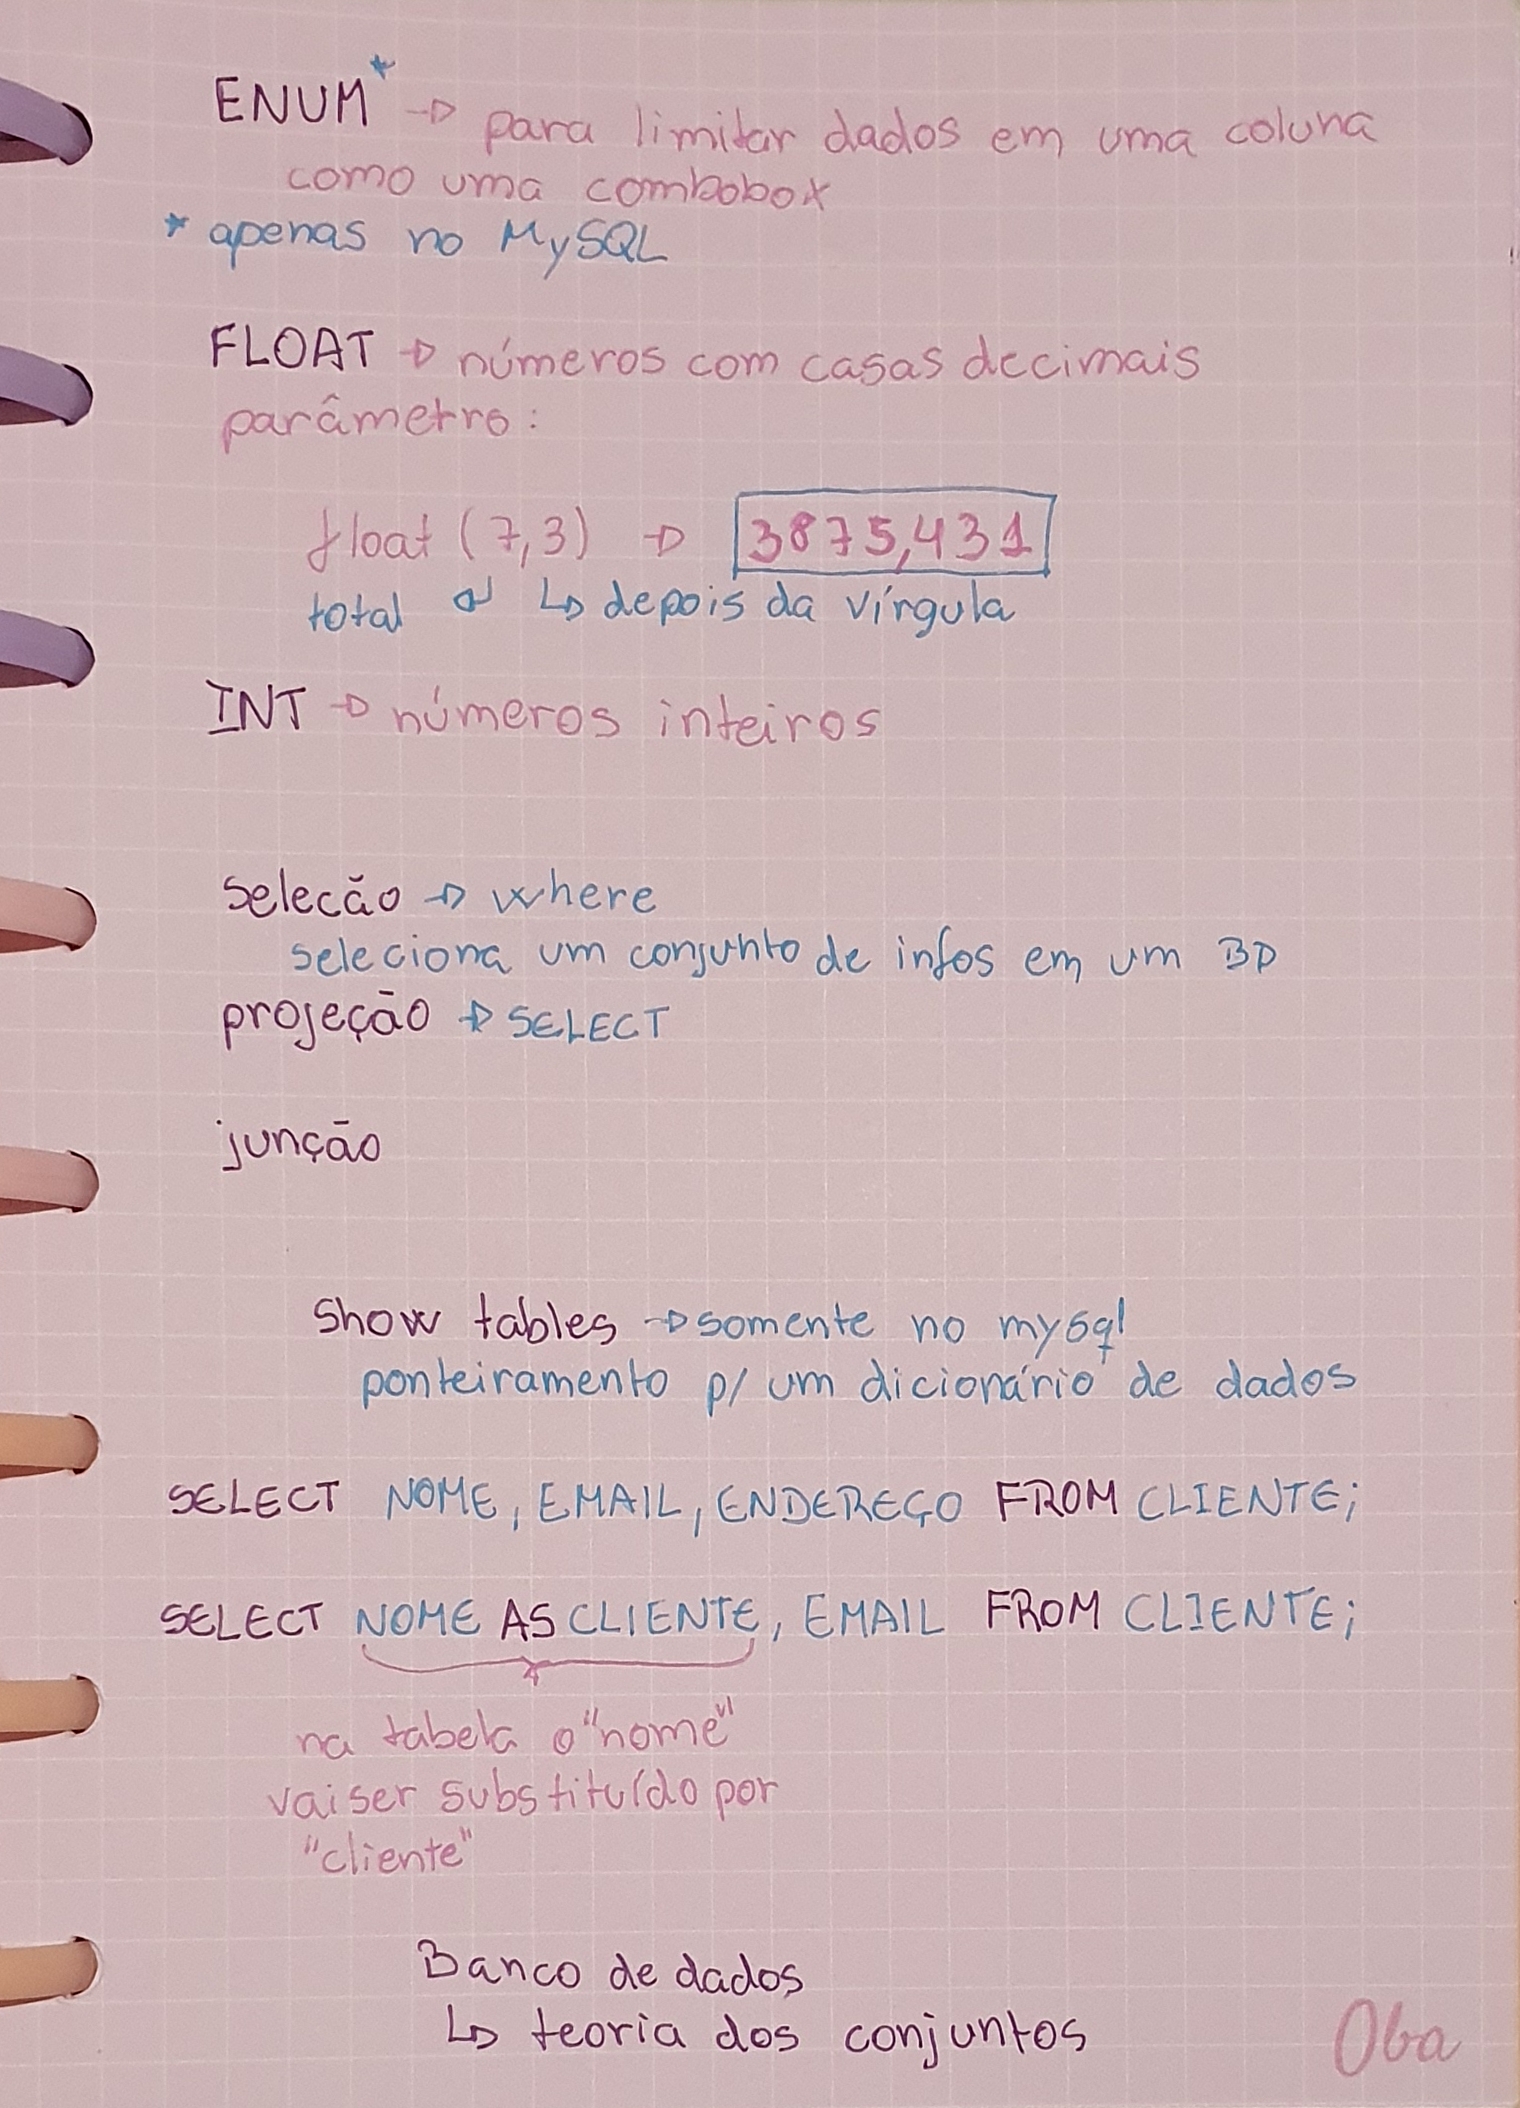 ENUM* → para limitar dados em uma coluna
como uma combobox
* apenas no MySQL
FLOAT → números com casas decimais
parâmetro:
float (7,3) → 3875,431
total ↲ ↳ depois da vírgula
INT → números inteiros
selecão → where
seleciona um conjunto de infos em um BD
projeção → SELECT
junção
show tables → somente no mysql
ponteiramento p/ um dicionário de dados
SELECT NOME, EMAIL, ENDEREÇO FROM CLIENTE;
SELECT NOME AS CLIENTE, EMAIL FROM CLIENTE;
na tabela o "nome"
vai ser substituído por
"cliente"
Banco de dados
↳ teoria dos conjuntos
Oba